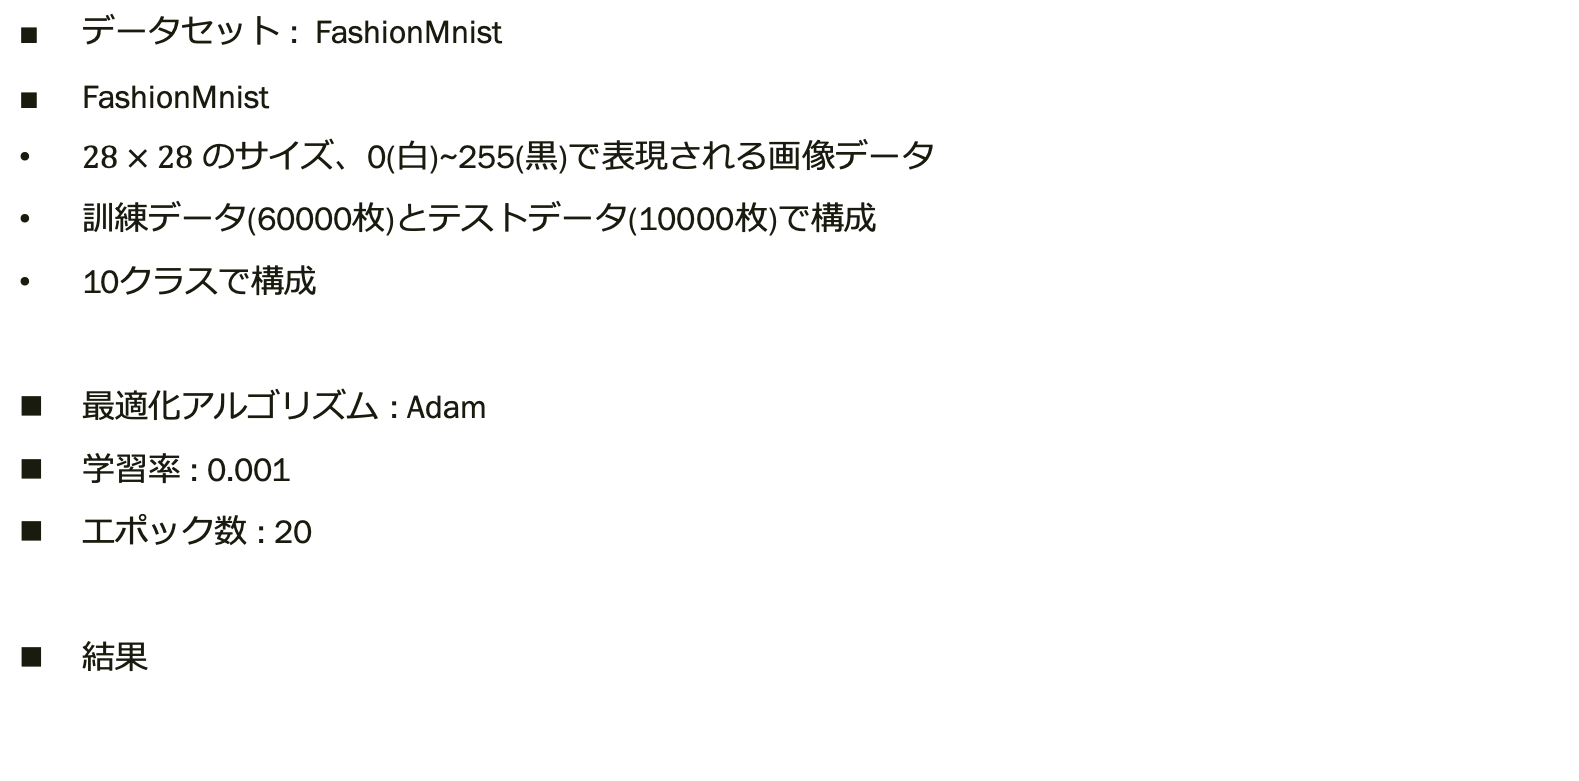 ■ データセット : FashionMnist
■ FashionMnist
• 28 × 28 のサイズ、0(白)~255(黒)で表現される画像データ
• 訓練データ(60000枚)とテストデータ(10000枚)で構成
• 10クラスで構成
■ 最適化アルゴリズム : Adam
■ 学習率 : 0.001
■ エポック数 : 20
■ 結果